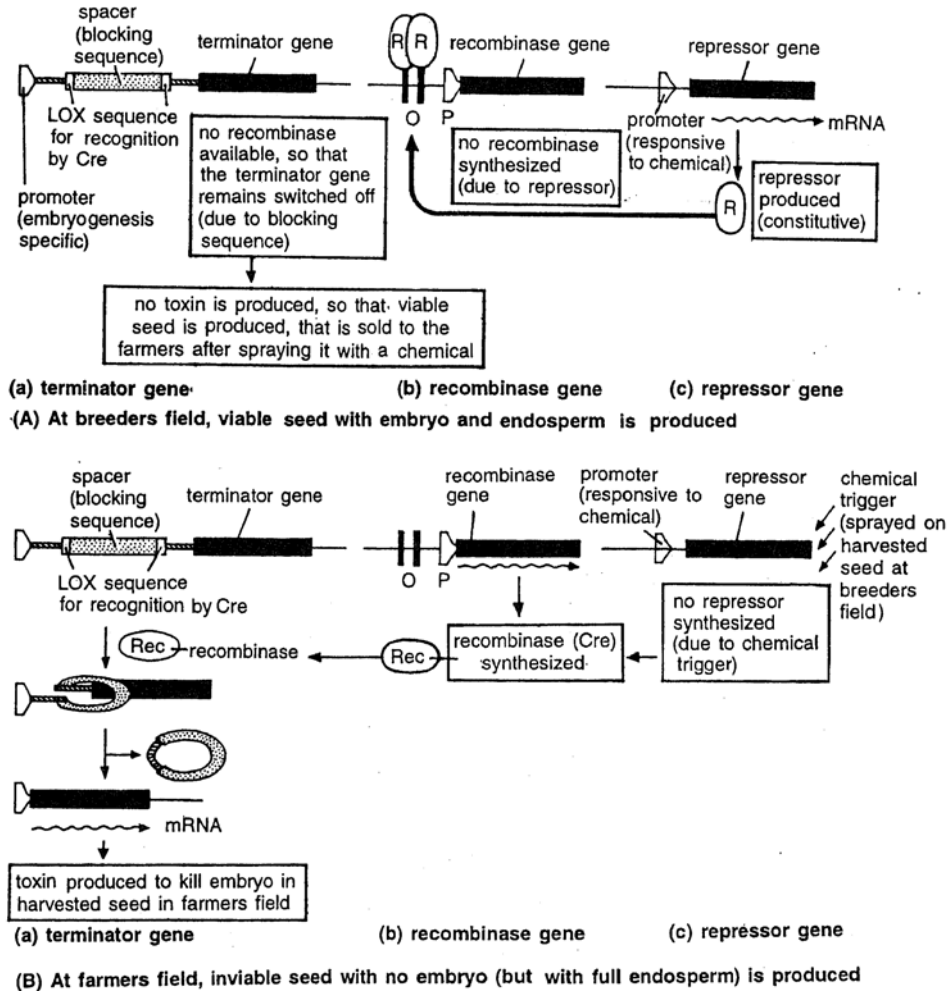 spacer
(blocking
sequence)
terminator gene
R R
recombinase gene
repressor gene
LOX sequence
for recognition
by Cre
promoter
(embryogenesis
specific)
no recombinase
available, so that
the terminator gene
remains switched off
(due to blocking
sequence)
O P
no recombinase
synthesized
(due to repressor)
promoter
(responsive
to chemical)
mRNA
R
repressor
produced
(constitutive)
no toxin is produced, so that viable
seed is produced, that is sold to the
farmers after spraying it with a chemical
(a) terminator gene
(b) recombinase gene
(c) repressor gene
(A) At breeders field, viable seed with embryo and endosperm is produced
spacer
(blocking
sequence)
terminator gene
recombinase
gene
promoter
(responsive to
chemical)
repressor
gene
chemical
trigger
(sprayed on
harvested
seed at
breeders
field)
LOX sequence
for recognition by Cre
O P
Rec recombinase
Rec
recombinase (Cre)
synthesized
no repressor
synthesized
(due to chemical
trigger)
mRNA
toxin produced to kill embryo in
harvested seed in farmers field
(a) terminator gene
(b) recombinase gene
(c) repressor gene
(B) At farmers field, inviable seed with no embryo (but with full endosperm) is produced